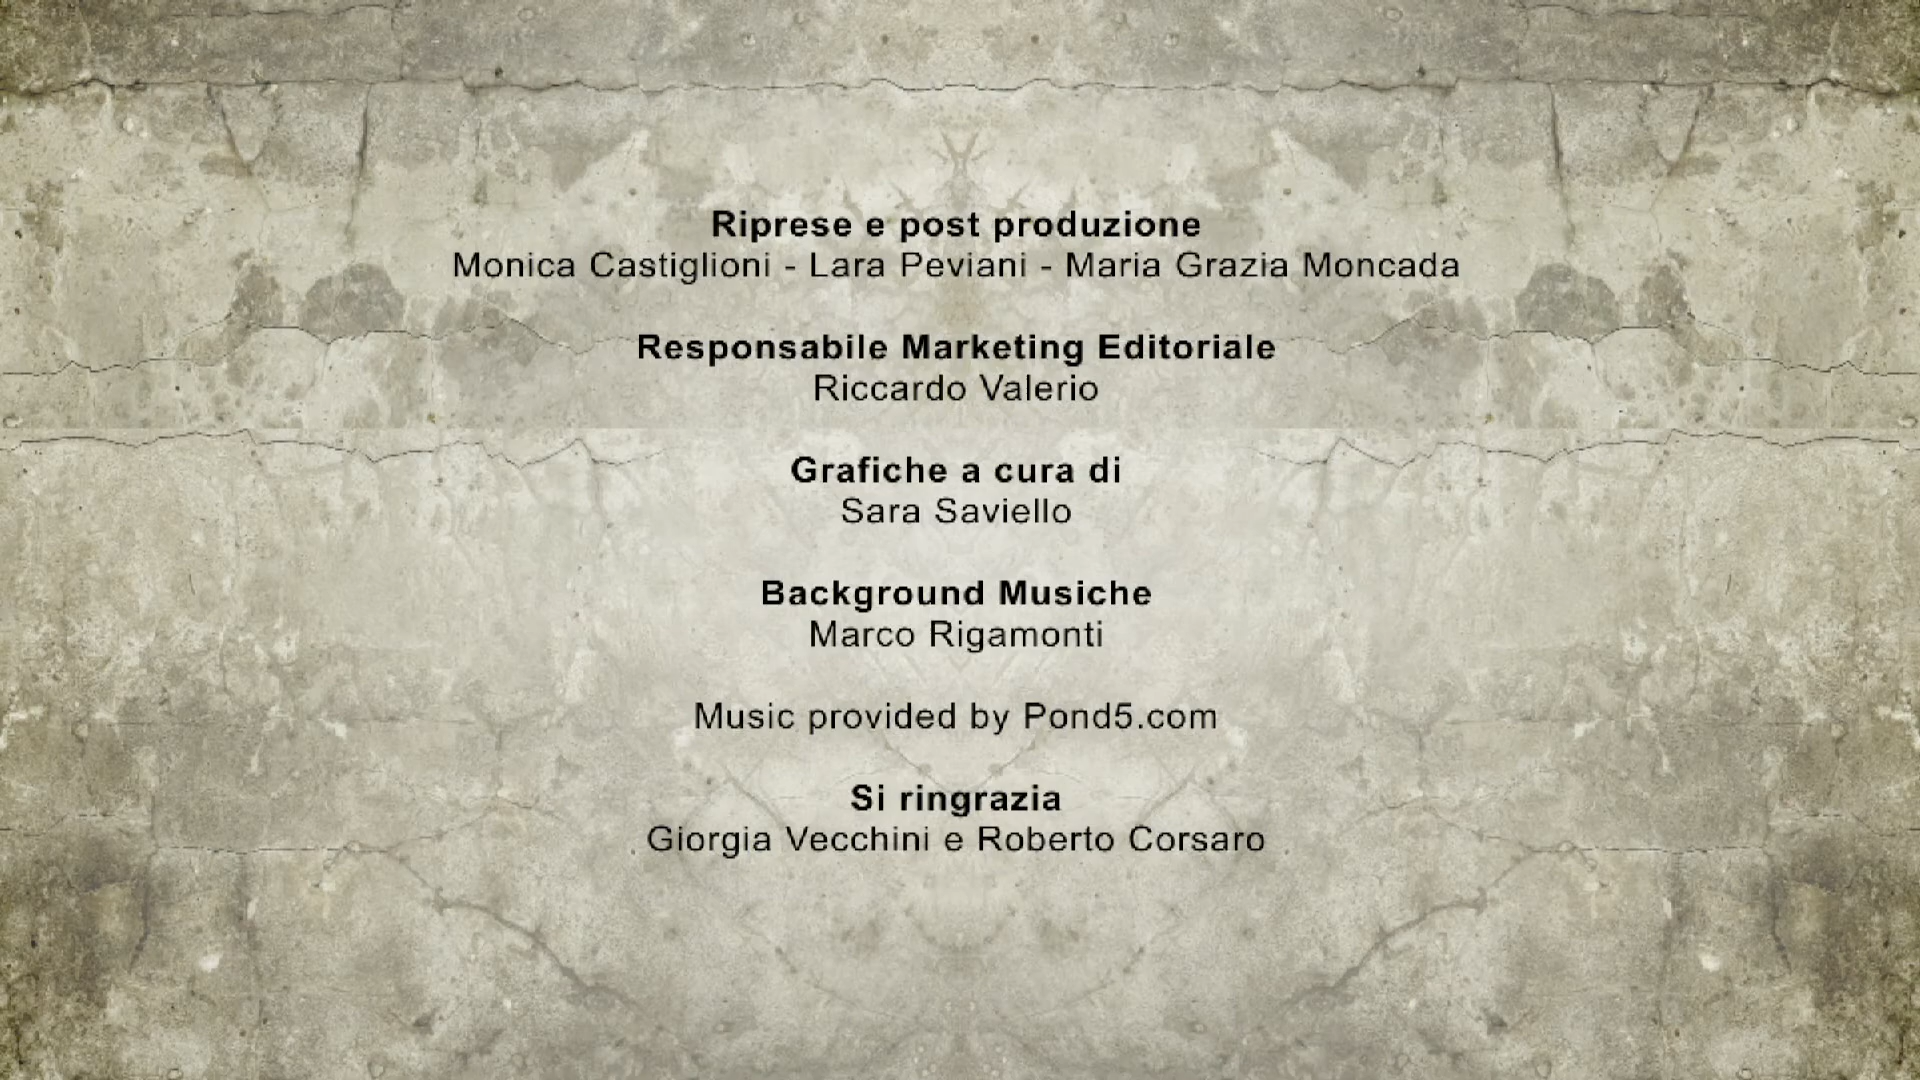 Riprese e post produzione
Monica Castiglioni - Lara Peviani - Maria Grazia Moncada
Responsabile Marketing Editoriale
Riccardo Valerio
Grafiche a cura di
Sara Saviello
Background Musiche
Marco Rigamonti
Music provided by Pond5.com
Si ringrazia
Giorgia Vecchini e Roberto Corsaro